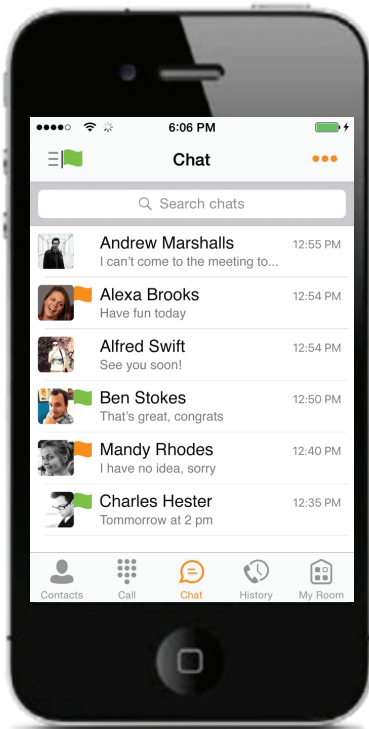 6:06 PM
Chat
Search chats
Andrew Marshalls 12:55 PM
I can't come to the meeting to...
Alexa Brooks 12:54 PM
Have fun today
Alfred Swift 12:54 PM
See you soon!
Ben Stokes 12:50 PM
That's great, congrats
Mandy Rhodes 12:40 PM
I have no idea, sorry
Charles Hester 12:35 PM
Tommorrow at 2 pm
Contacts Call Chat History My Room